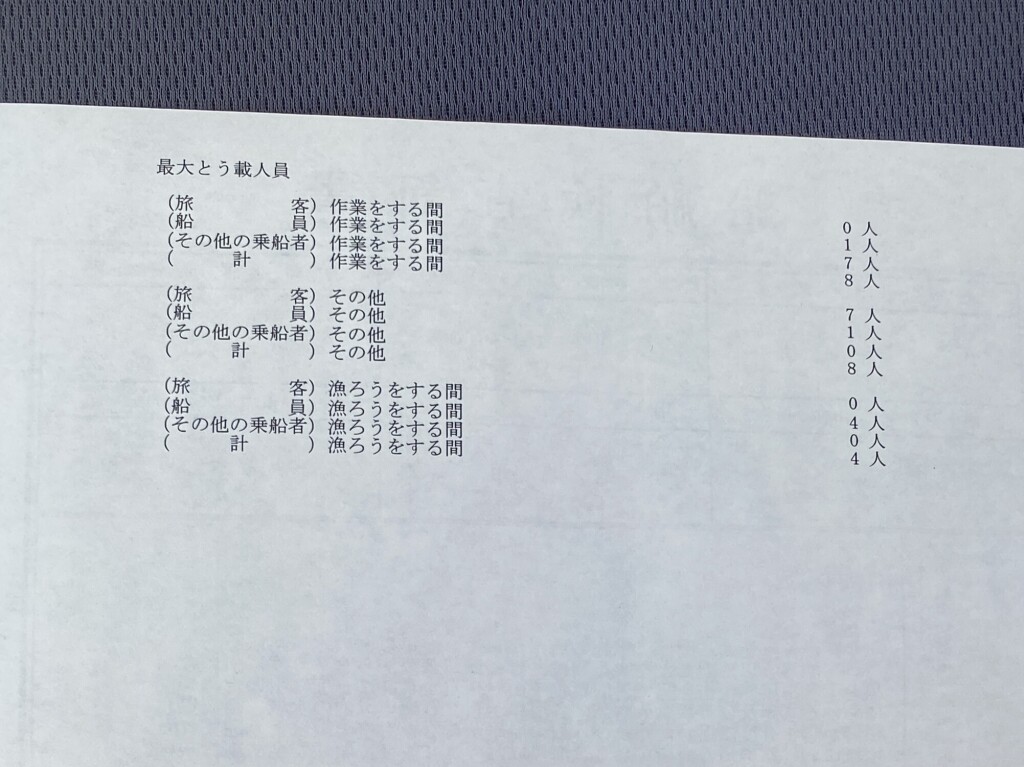 最大とう載人員
(旅　　　　　客) 作業をする間 0 人
(船　　　　　員) 作業をする間 1 人
(その他の乗船者) 作業をする間 7 人
(　　　計　　　) 作業をする間 8 人
(旅　　　　　客) その他 7 人
(船　　　　　員) その他 1 人
(その他の乗船者) その他 0 人
(　　　計　　　) その他 8 人
(旅　　　　　客) 漁ろうをする間 0 人
(船　　　　　員) 漁ろうをする間 4 人
(その他の乗船者) 漁ろうをする間 0 人
(　　　計　　　) 漁ろうをする間 4 人